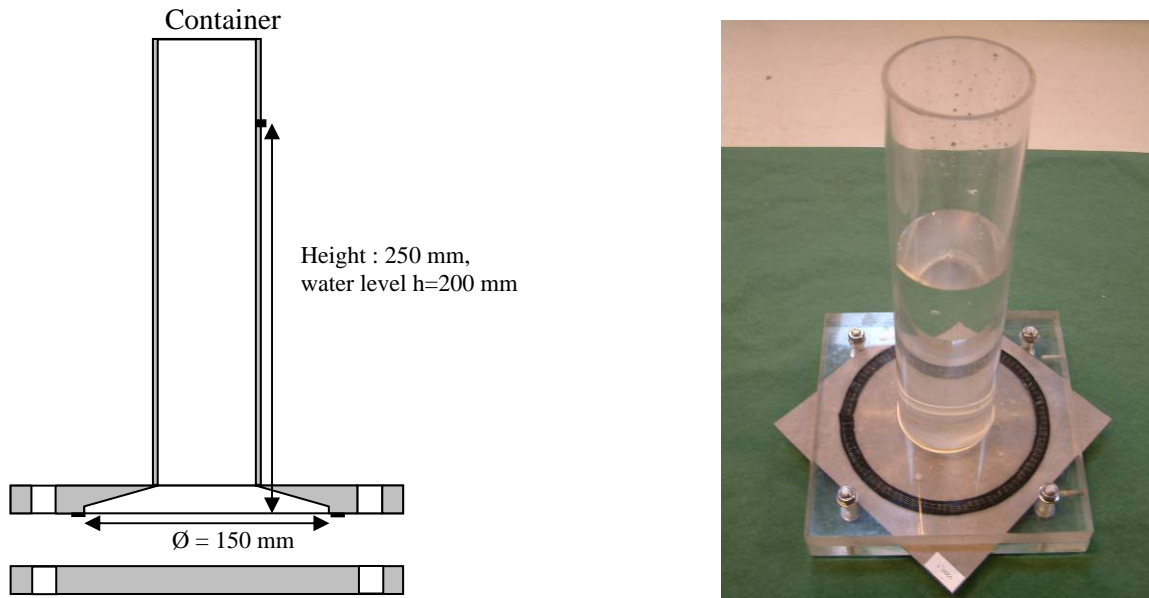 Container
Height : 250 mm,
water level h=200 mm
Ø = 150 mm